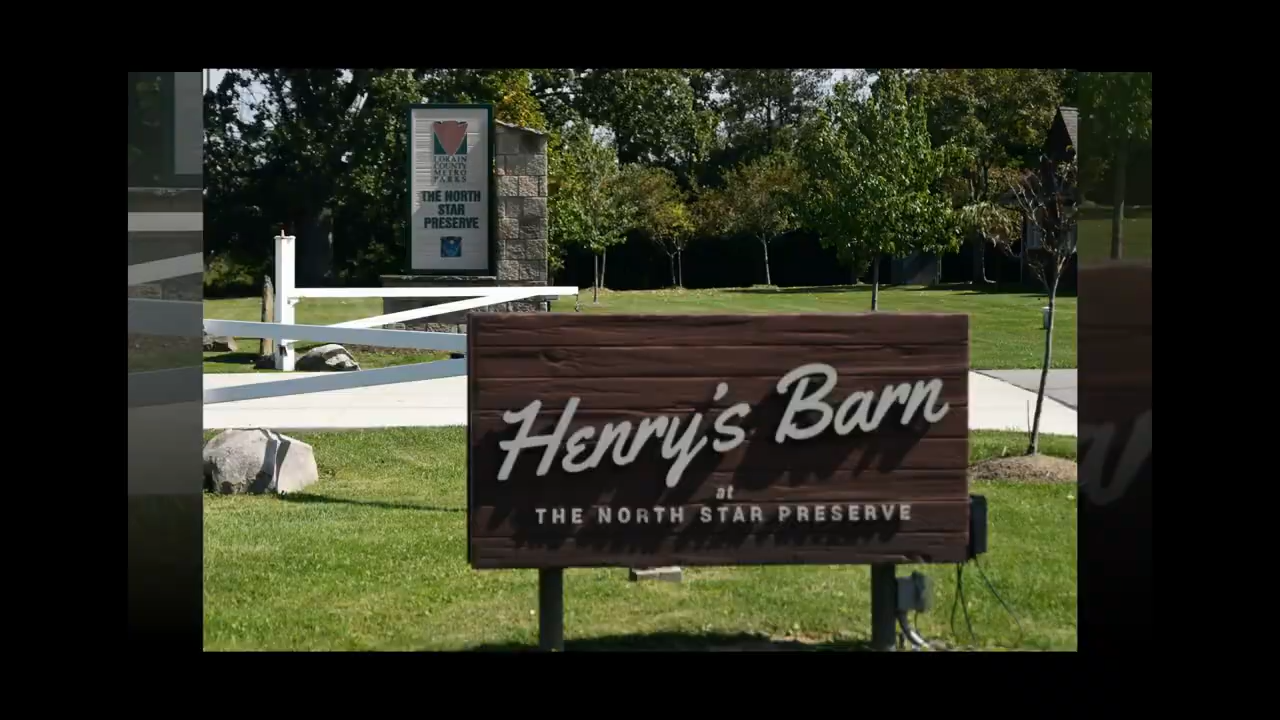 LORAIN
COUNTY
METRO
PARKS
THE NORTH
STAR
PRESERVE
Henry's Barn
at
THE NORTH STAR PRESERVE